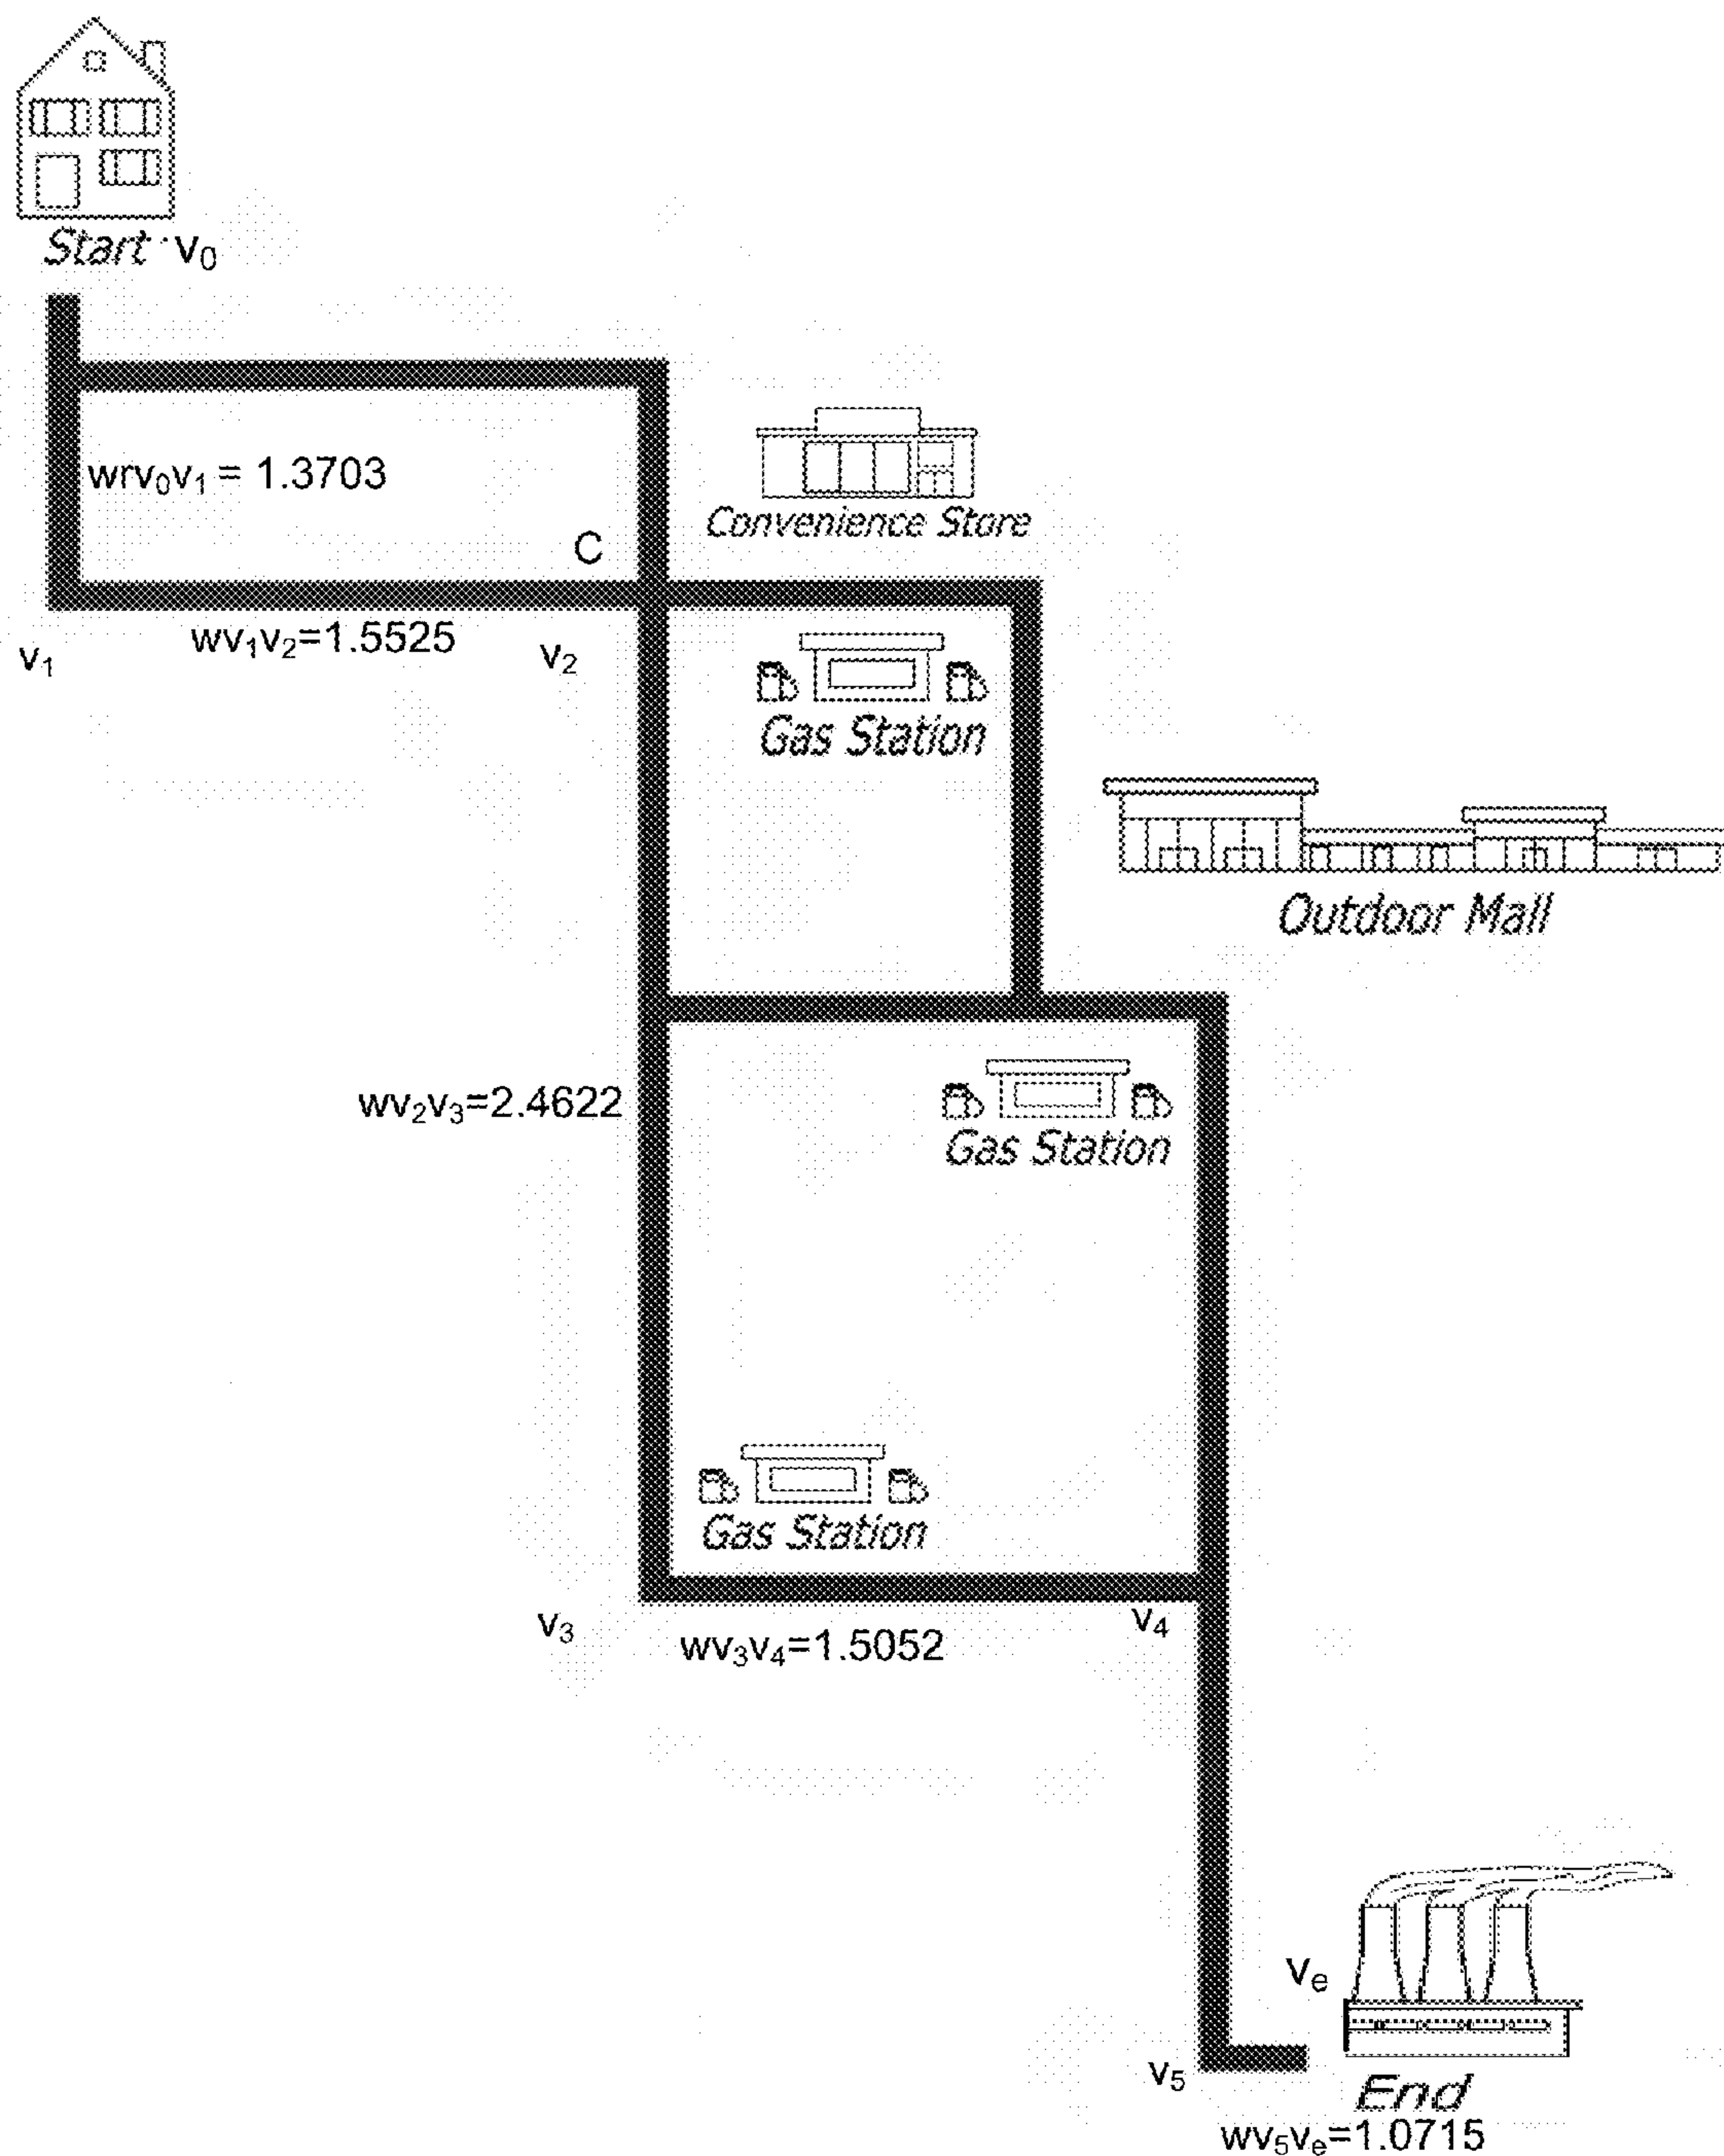 Start v₀
wrv₀v₁ = 1.3703
Convenience Store
C
wv₁v₂=1.5525
v₁
v₂
Gas Station
Outdoor Mall
wv₂v₃=2.4622
Gas Station
Gas Station
v₃
v₄
wv₃v₄=1.5052
vₑ
v₅
End
wv₅vₑ=1.0715